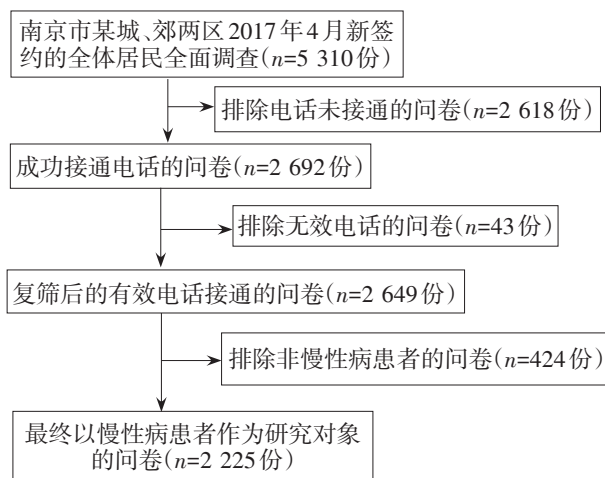 南京市某城、郊两区2017年4月新签
约的全体居民全面调查(n=5 310份)
排除电话未接通的问卷(n=2 618份)
成功接通电话的问卷(n=2 692份)
排除无效电话的问卷(n=43份)
复筛后的有效电话接通的问卷(n=2 649份)
排除非慢性病患者的问卷(n=424份)
最终以慢性病患者作为研究对象
的问卷(n=2 225份)